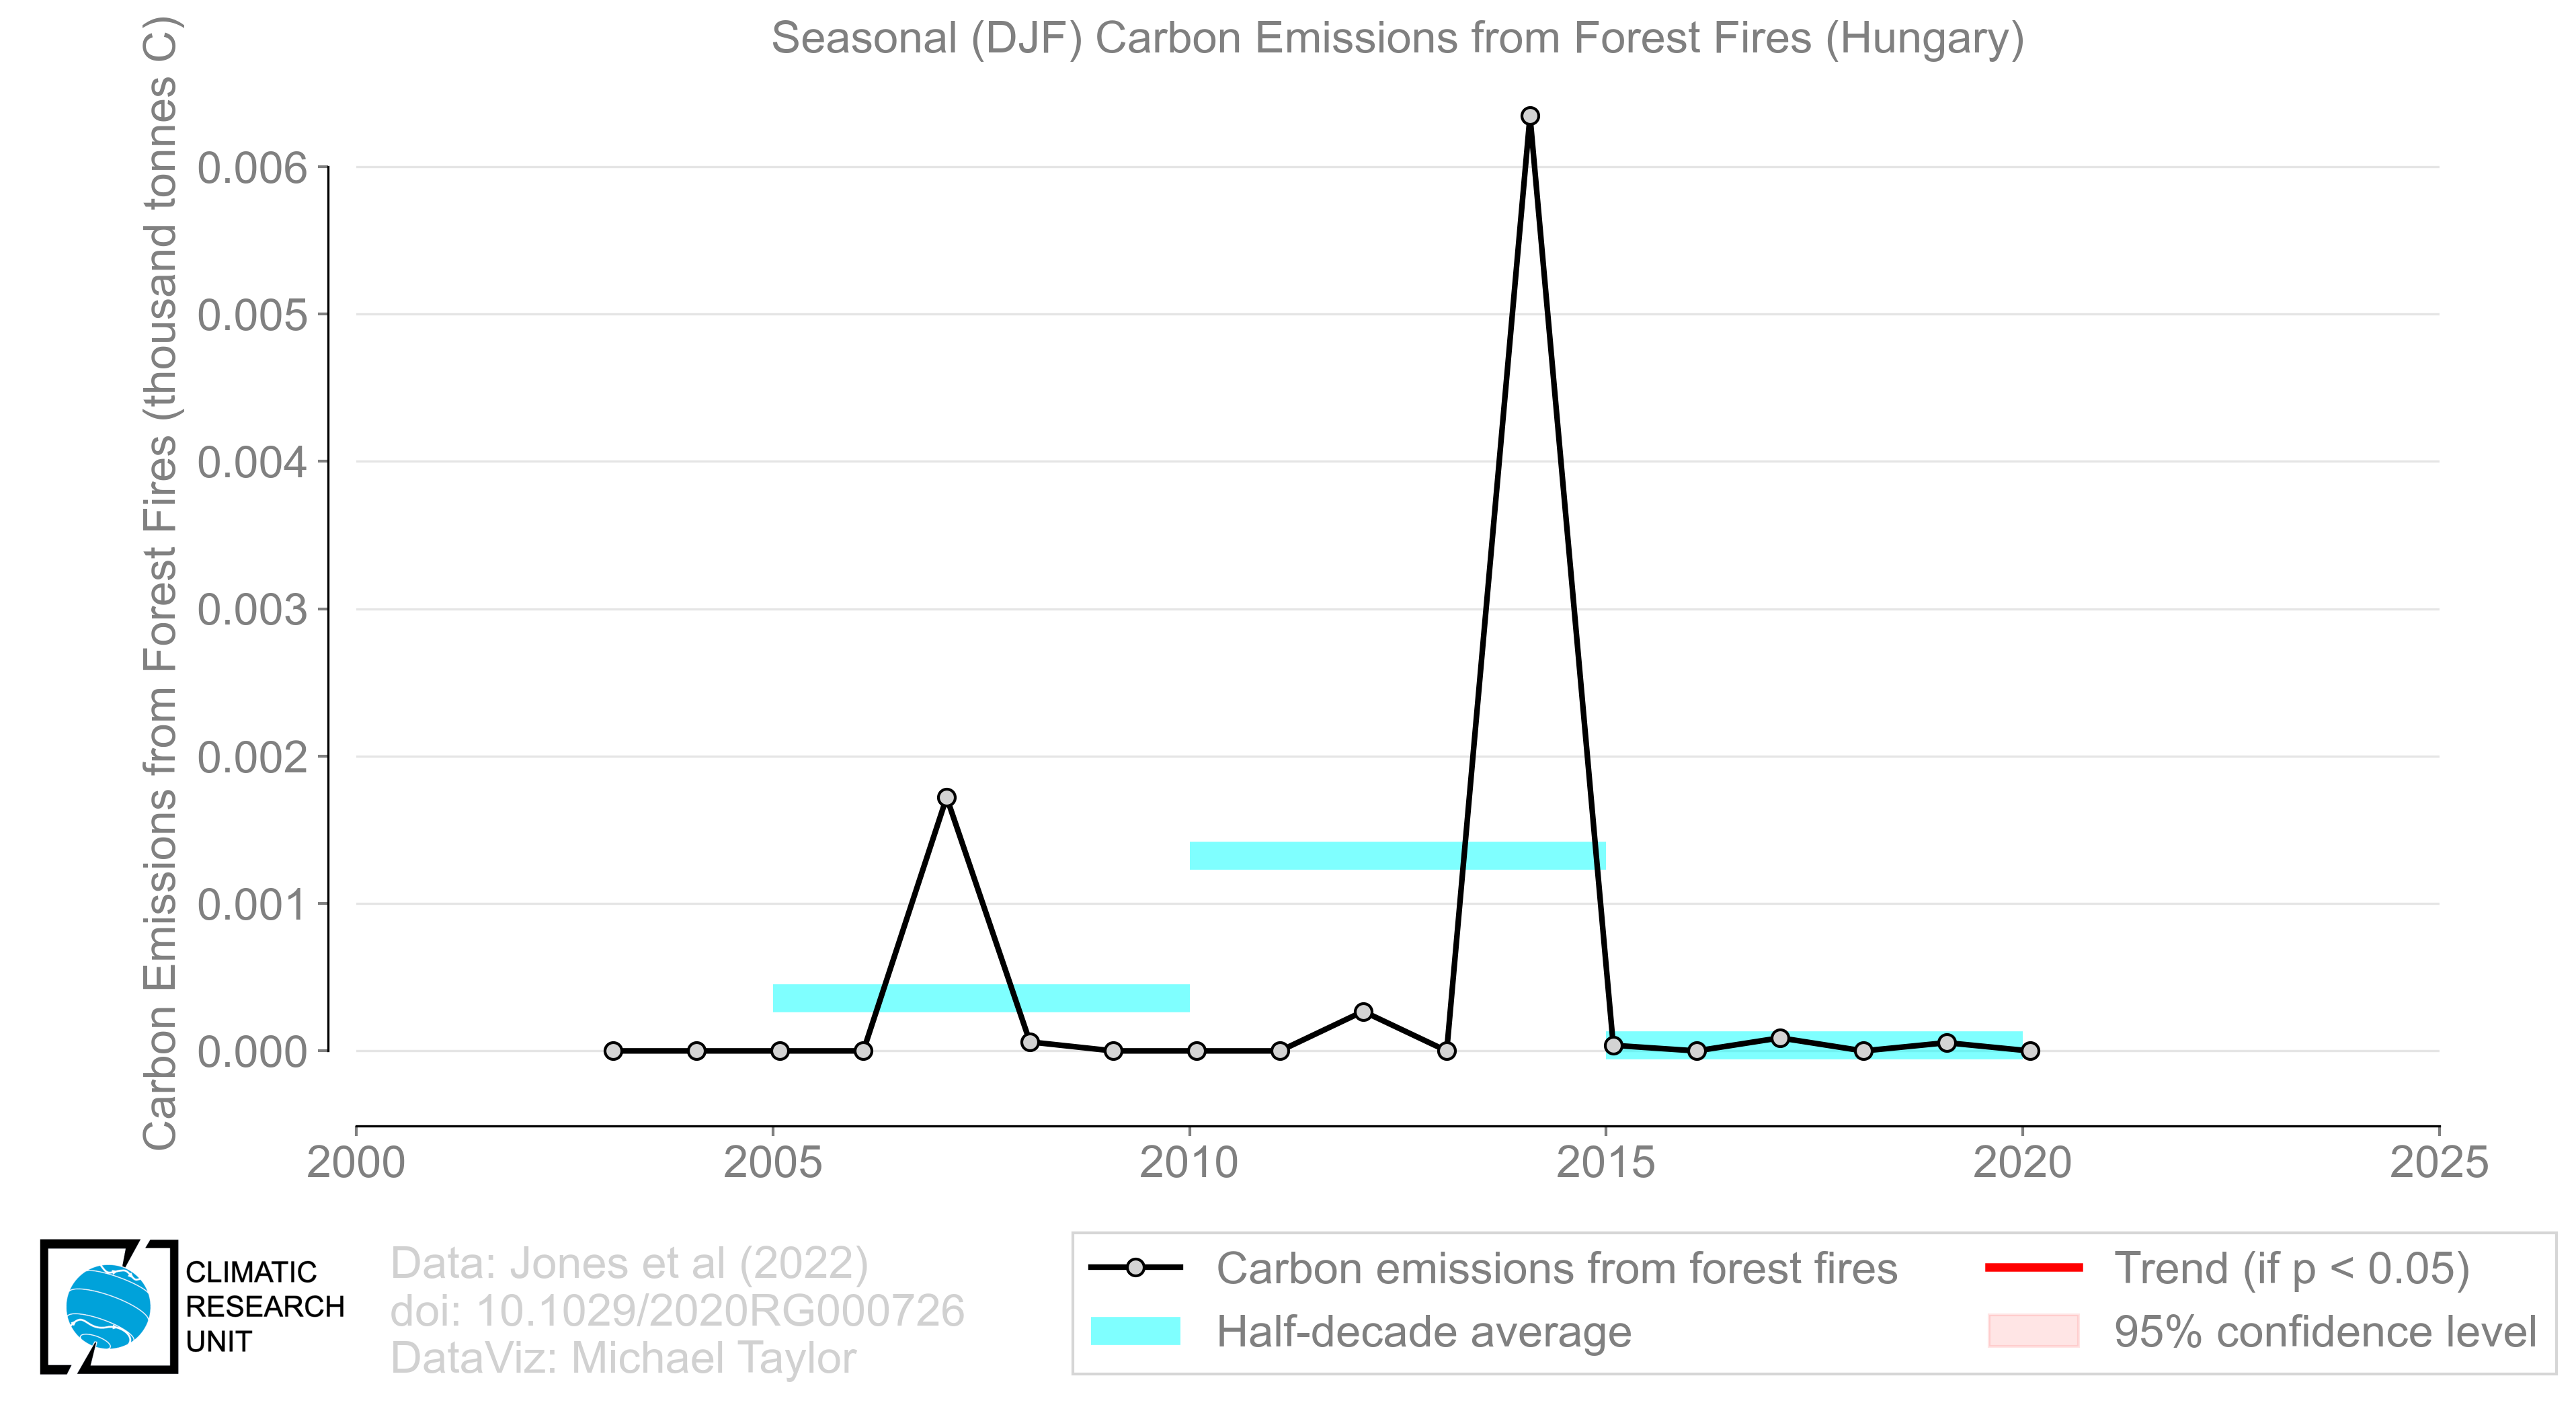 Seasonal (DJF) Carbon Emissions from Forest Fires (Hungary)
Carbon Emissions from Forest Fires (thousand tonnes C)
0.006
0.005
0.004
0.003
0.002
0.001
0.000
2000 2005 2010 2015 2020 2025
CLIMATIC
RESEARCH
UNIT
Data: Jones et al (2022)
doi: 10.1029/2020RG000726
DataViz: Michael Taylor
Carbon emissions from forest fires
Half-decade average
Trend (if p < 0.05)
95% confidence level